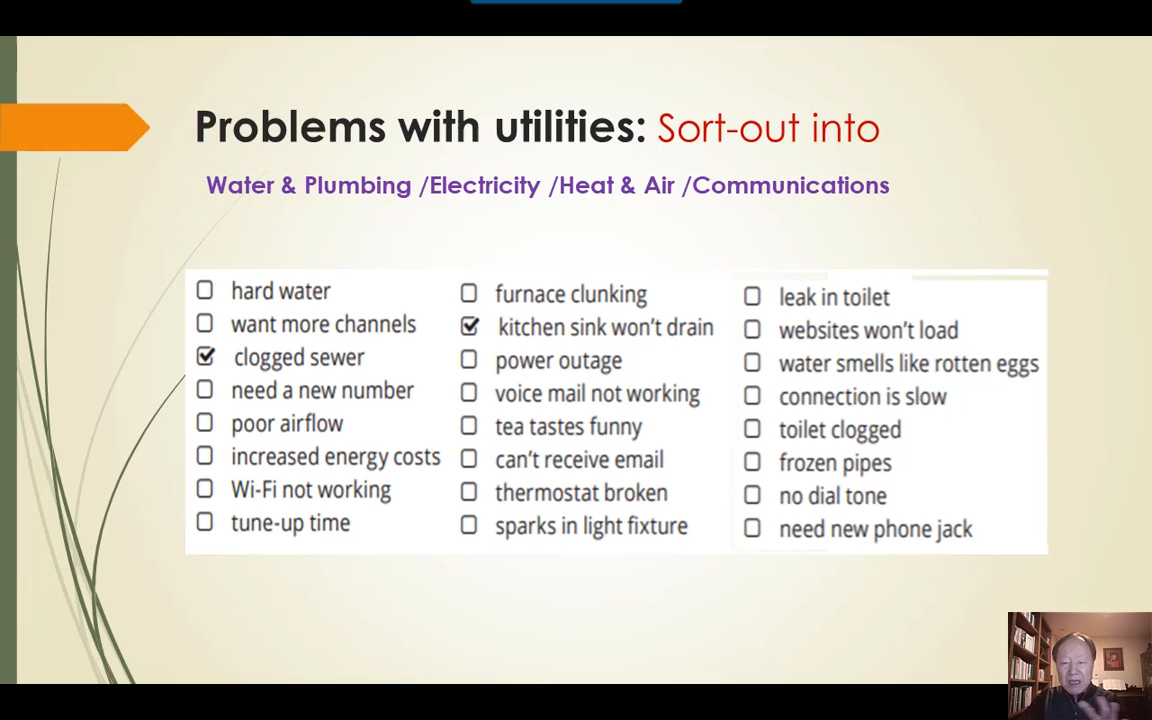 Problems with utilities: Sort-out into
Water & Plumbing /Electricity /Heat & Air /Communications
hard water
want more channels
clogged sewer
need a new number
poor airflow
increased energy costs
Wi-Fi not working
tune-up time
furnace clunking
kitchen sink won't drain
power outage
voice mail not working
tea tastes funny
can't receive email
thermostat broken
sparks in light fixture
leak in toilet
websites won't load
water smells like rotten eggs
connection is slow
toilet clogged
frozen pipes
no dial tone
need new phone jack